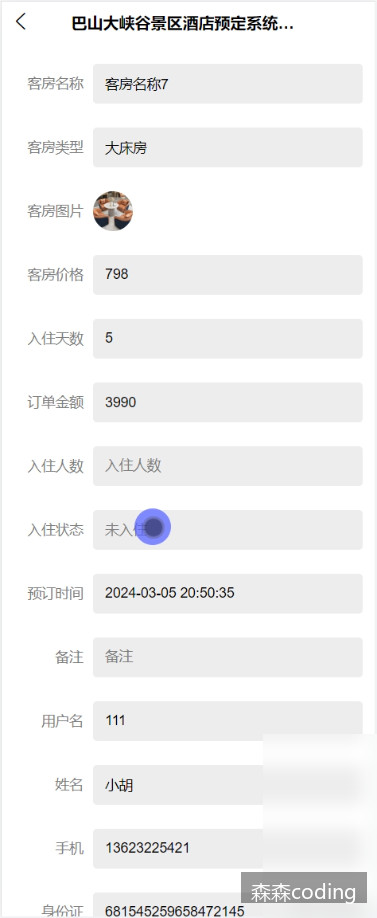 巴山大峡谷景区酒店预定系统...
客房名称 客房名称7
客房类型 大床房
客房图片
客房价格 798
入住天数 5
订单金额 3990
入住人数 入住人数
入住状态 未入住
预订时间 2024-03-05 20:50:35
备注 备注
用户名 111
姓名 小胡
手机 13623225421
身份证 681545259658472145
森森coding